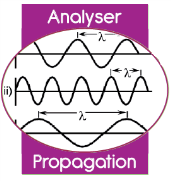 Analyser
λ
λ
ii)
λ
Propagation